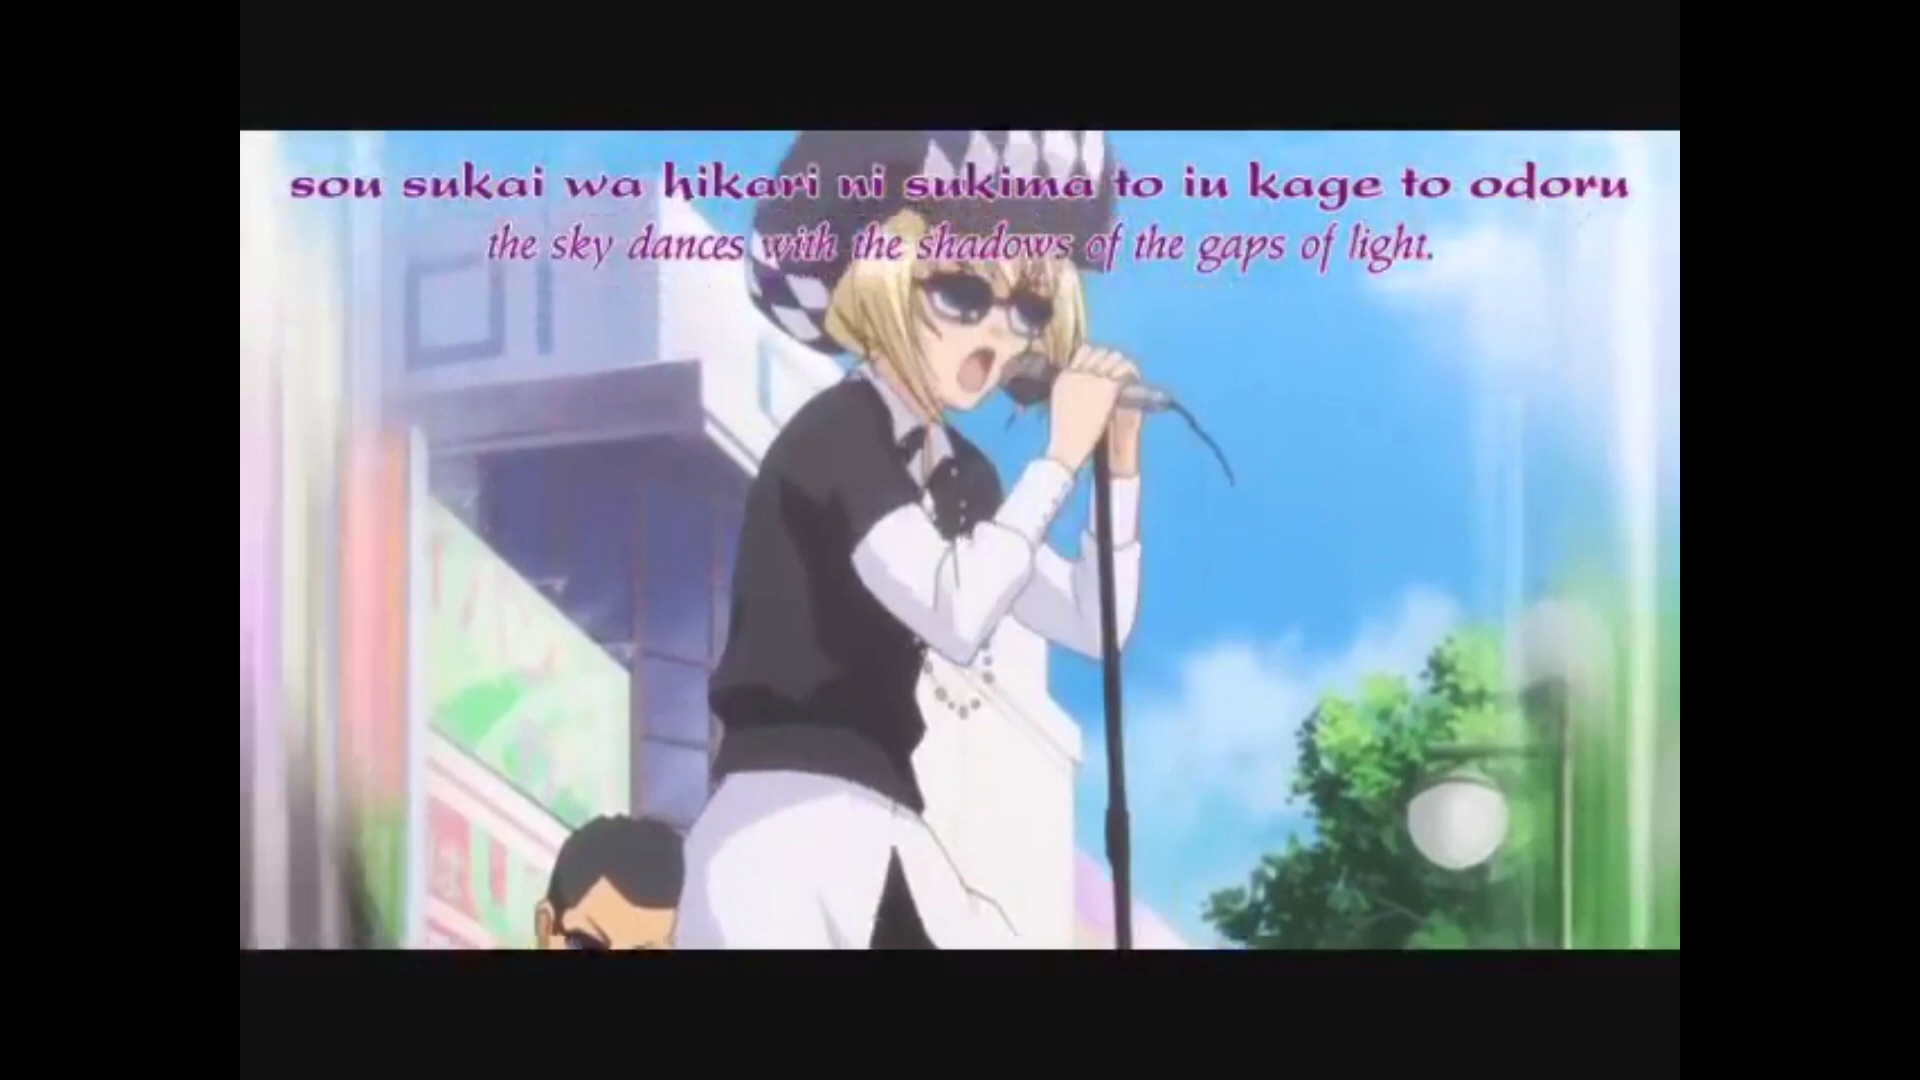 sou sukai wa hikari ni sukima to iu kage to odoru
the sky dances with the shadows of the gaps of light.